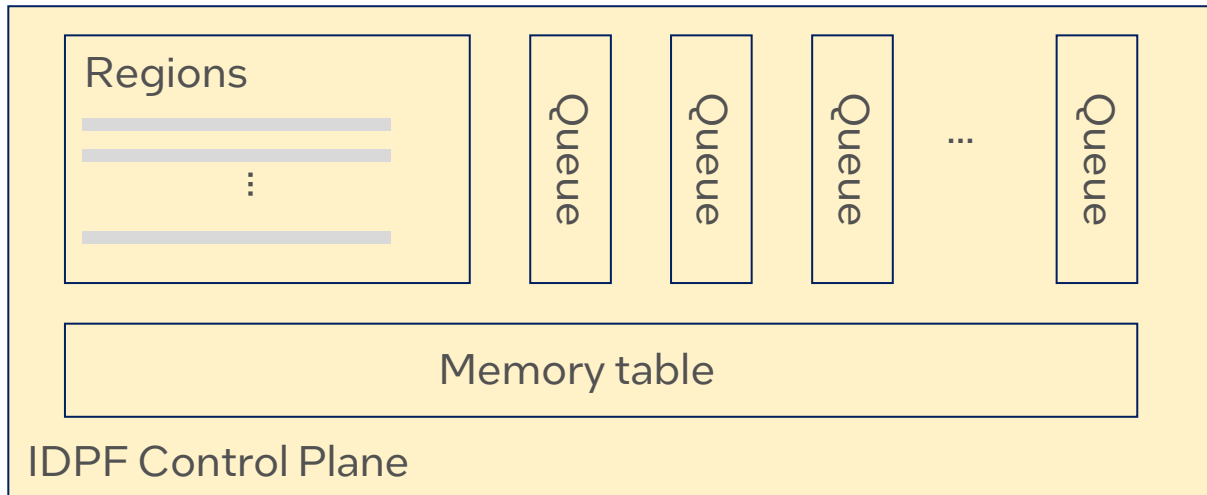 Regions
⋮
Queue
Queue
Queue
...
Queue
Memory table
IDPF Control Plane